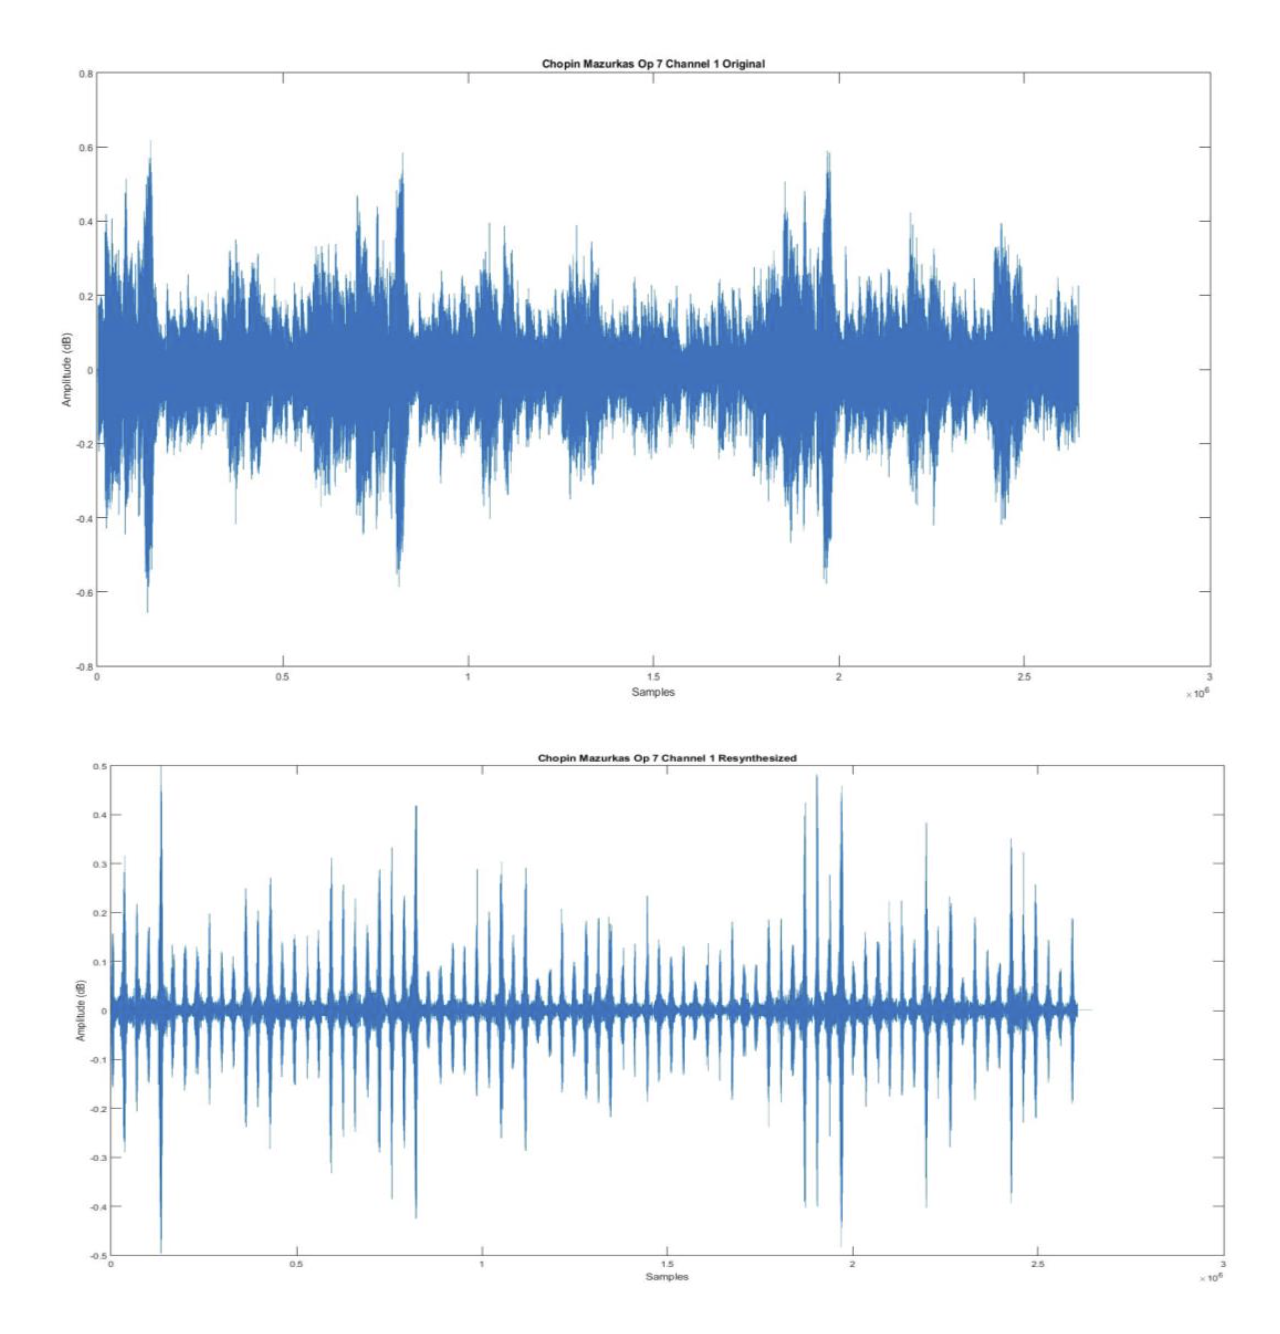 Chopin Mazurkas Op 7 Channel 1 Original
0.8
0.6
0.4
0.2
0
-0.2
-0.4
-0.6
-0.8
Amplitude (dB)
0 0.5 1 1.5 2 2.5 3
Samples
×10⁶
Chopin Mazurkas Op 7 Channel 1 Resynthesized
0.5
0.4
0.3
0.2
0.1
0
-0.1
-0.2
-0.3
-0.4
-0.5
Amplitude (dB)
0 0.5 1 1.5 2 2.5 3
Samples
×10⁶